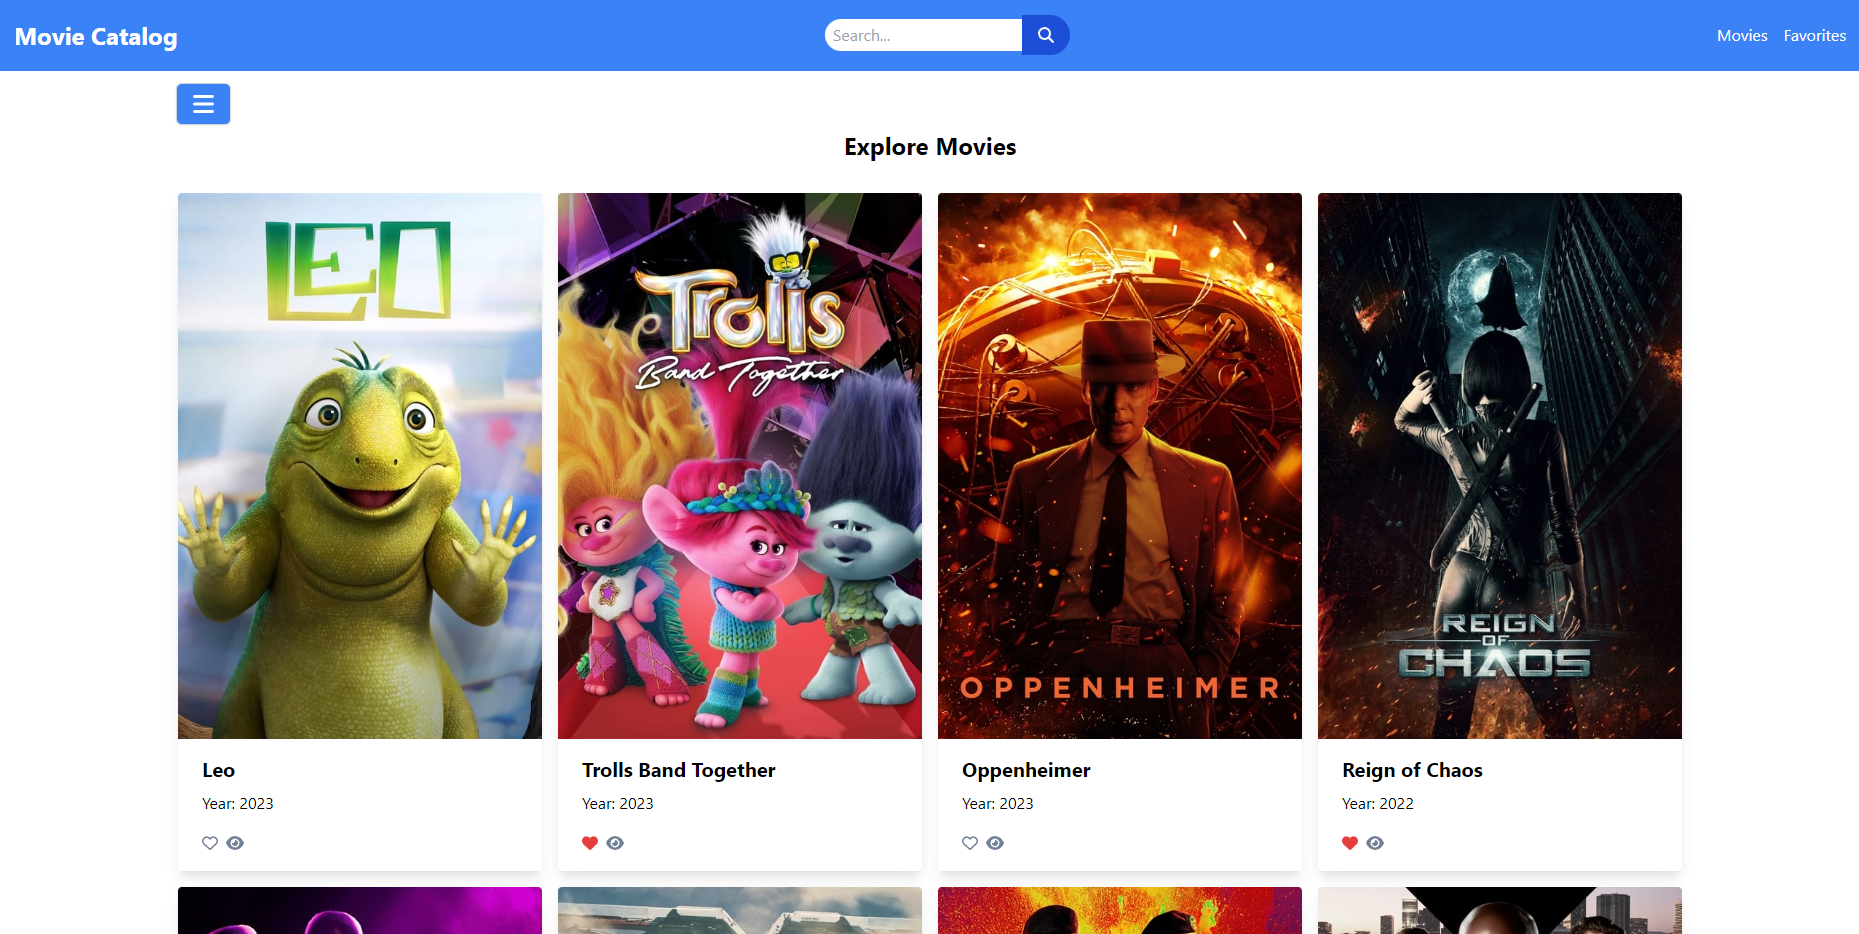 Movie Catalog
Search...
Movies
Favorites
Explore Movies
LEO
Trolls
Band Together
OPPENHEIMER
REIGN
OF
CHAOS
Leo
Year: 2023
Trolls Band Together
Year: 2023
Oppenheimer
Year: 2023
Reign of Chaos
Year: 2022